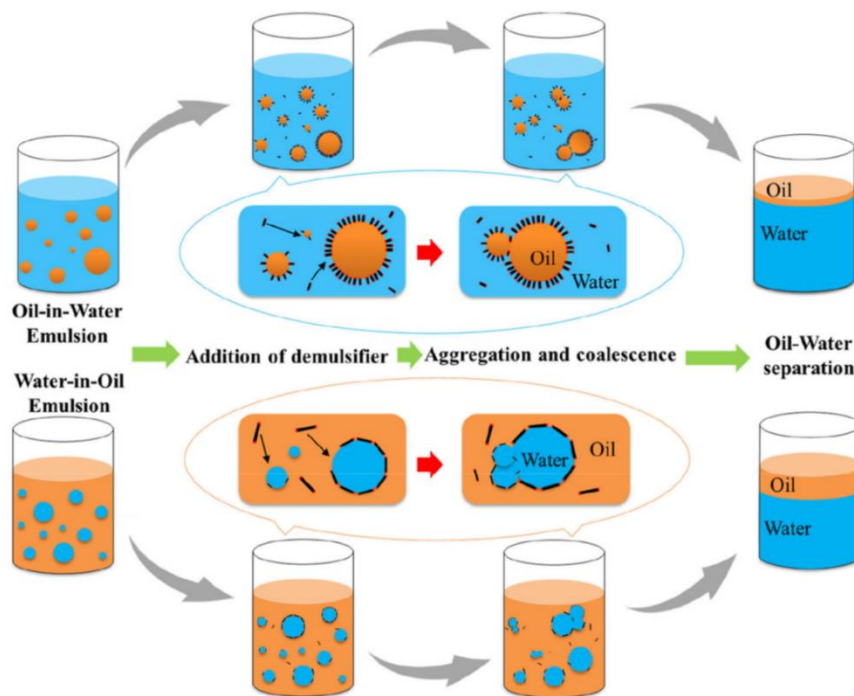 Oil
Water
Oil
Water
Oil-in-Water
Emulsion
Addition of demulsifier
Aggregation and coalescence
Oil-Water
separation
Water-in-Oil
Emulsion
Water
Oil
Oil
Water